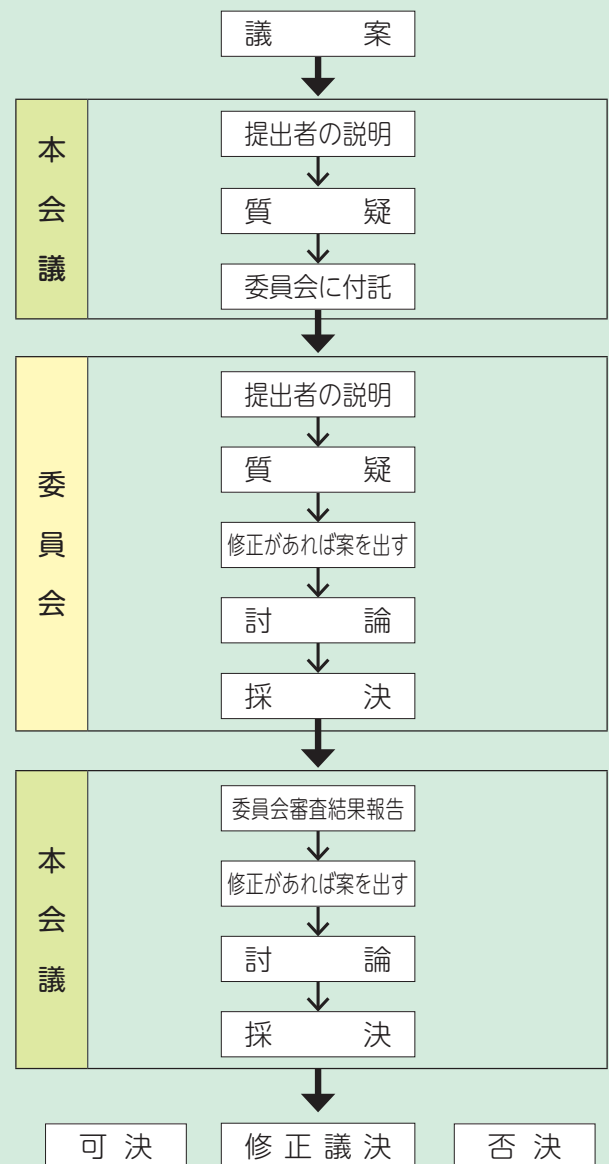 議案
本会議
提出者の説明
質疑
委員会に付託
委員会
提出者の説明
質疑
修正があれば案を出す
討論
採決
本会議
委員会審査結果報告
修正があれば案を出す
討論
採決
可決
修正議決
否決